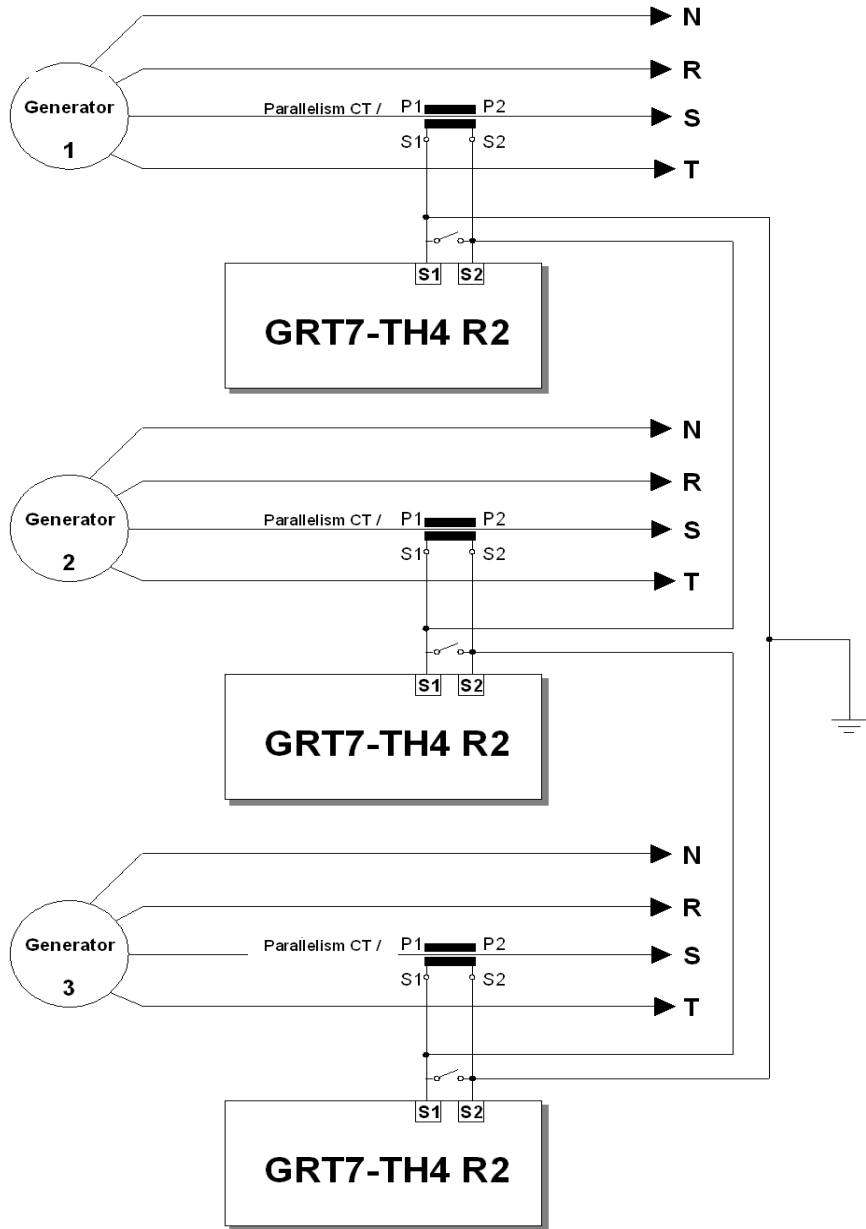 N
R
Generator
1
Parallelism CT /
P1
P2
S
S1
S2
T
S1
S2
GRT7-TH4 R2
N
R
Generator
2
Parallelism CT /
P1
P2
S
S1
S2
T
S1
S2
GRT7-TH4 R2
N
R
Generator
3
Parallelism CT /
P1
P2
S
S1
S2
T
S1
S2
GRT7-TH4 R2